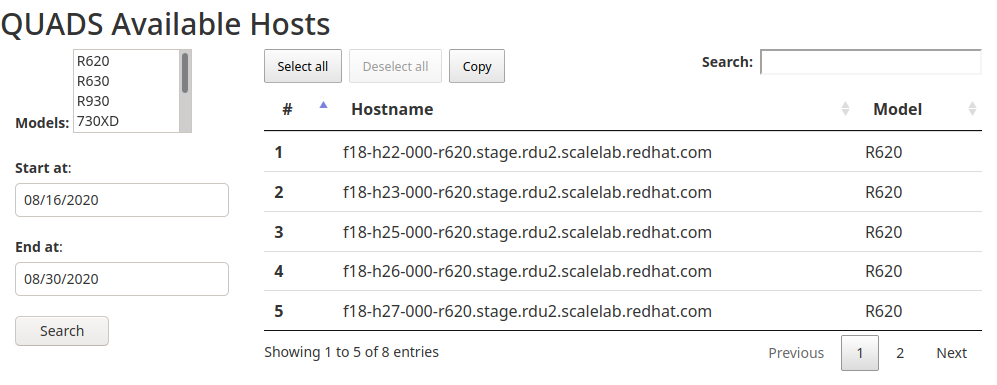 QUADS Available Hosts
Models:
R620
R630
R930
730XD
Start at:
08/16/2020
End at:
08/30/2020
Search
Select all
Deselect all
Copy
Search:
# Hostname Model
1 f18-h22-000-r620.stage.rdu2.scalelab.redhat.com R620
2 f18-h23-000-r620.stage.rdu2.scalelab.redhat.com R620
3 f18-h25-000-r620.stage.rdu2.scalelab.redhat.com R620
4 f18-h26-000-r620.stage.rdu2.scalelab.redhat.com R620
5 f18-h27-000-r620.stage.rdu2.scalelab.redhat.com R620
Showing 1 to 5 of 8 entries
Previous 1 2 Next